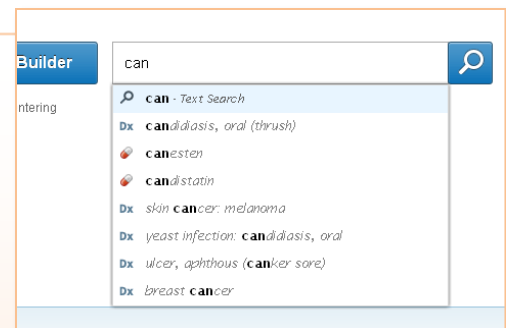 Builder
can
ntering
can - Text Search
Dx candidiasis, oral (thrush)
canesten
candistatin
Dx skin cancer: melanoma
Dx yeast infection: candidiasis, oral
Dx ulcer, aphthous (canker sore)
Dx breast cancer